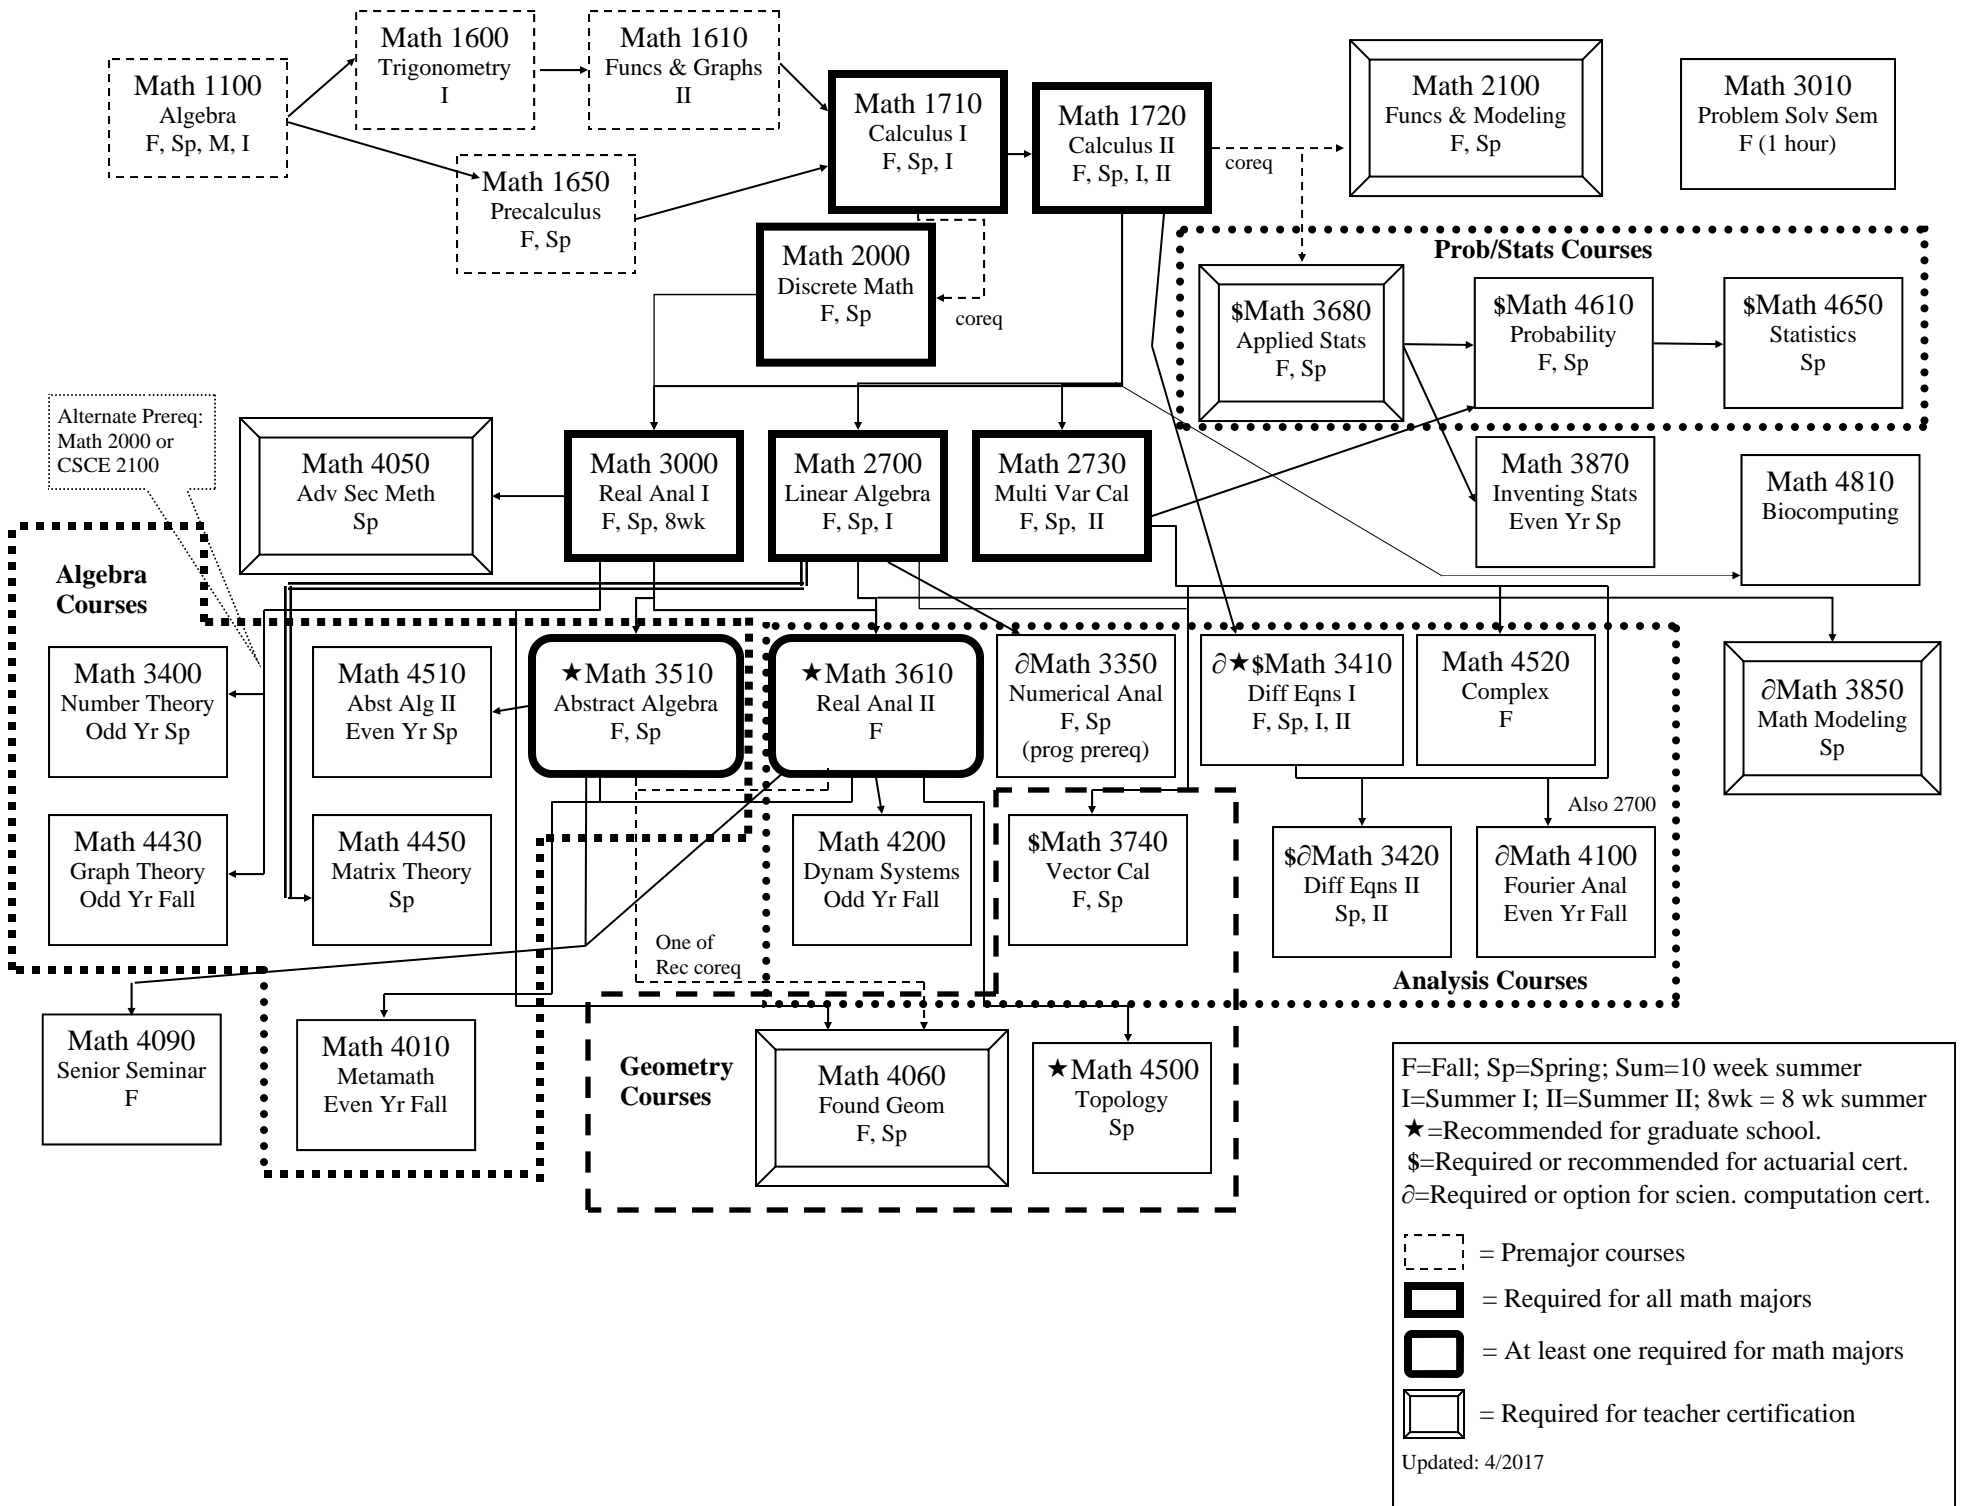 Math 1100
Algebra
F, Sp, M, I
Math 1600
Trigonometry
I
Math 1610
Funcs & Graphs
II
Math 1650
Precalculus
F, Sp
Math 1710
Calculus I
F, Sp, I
Math 1720
Calculus II
F, Sp, I, II
coreq
Math 2100
Funcs & Modeling
F, Sp
Math 3010
Problem Solv Sem
F (1 hour)
Math 2000
Discrete Math
F, Sp
coreq
Prob/Stats Courses
$Math 3680
Applied Stats
F, Sp
$Math 4610
Probability
F, Sp
$Math 4650
Statistics
Sp
Alternate Prereq:
Math 2000 or
CSCE 2100
Math 4050
Adv Sec Meth
Sp
Math 3000
Real Anal I
F, Sp, 8wk
Math 2700
Linear Algebra
F, Sp, I
Math 2730
Multi Var Cal
F, Sp, II
Math 3870
Inventing Stats
Even Yr Sp
Math 4810
Biocomputing
Algebra
Courses
Math 3400
Number Theory
Odd Yr Sp
Math 4510
Abst Alg II
Even Yr Sp
★Math 3510
Abstract Algebra
F, Sp
★Math 3610
Real Anal II
F
∂Math 3350
Numerical Anal
F, Sp
(prog prereq)
∂★$Math 3410
Diff Eqns I
F, Sp, I, II
Math 4520
Complex
F
∂Math 3850
Math Modeling
Sp
Also 2700
Math 4430
Graph Theory
Odd Yr Fall
Math 4450
Matrix Theory
Sp
Math 4200
Dynam Systems
Odd Yr Fall
$Math 3740
Vector Cal
F, Sp
$∂Math 3420
Diff Eqns II
Sp, II
∂Math 4100
Fourier Anal
Even Yr Fall
One of
Rec coreq
Analysis Courses
Math 4090
Senior Seminar
F
Math 4010
Metamath
Even Yr Fall
Geometry
Courses
Math 4060
Found Geom
F, Sp
★Math 4500
Topology
Sp
F=Fall; Sp=Spring; Sum=10 week summer
I=Summer I; II=Summer II; 8wk = 8 wk summer
★=Recommended for graduate school.
$=Required or recommended for actuarial cert.
∂=Required or option for scien. computation cert.
= Premajor courses
= Required for all math majors
= At least one required for math majors
= Required for teacher certification
Updated: 4/2017